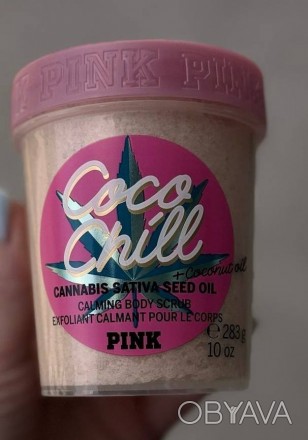 PINK PINK
Coco
Chill
+Coconut oil
CANNABIS SATIVA SEED OIL
CALMING BODY SCRUB
EXFOLIANT CALMANT POUR LE CORPS
PINK
℮ 283 g
10 oz
OBYAVA